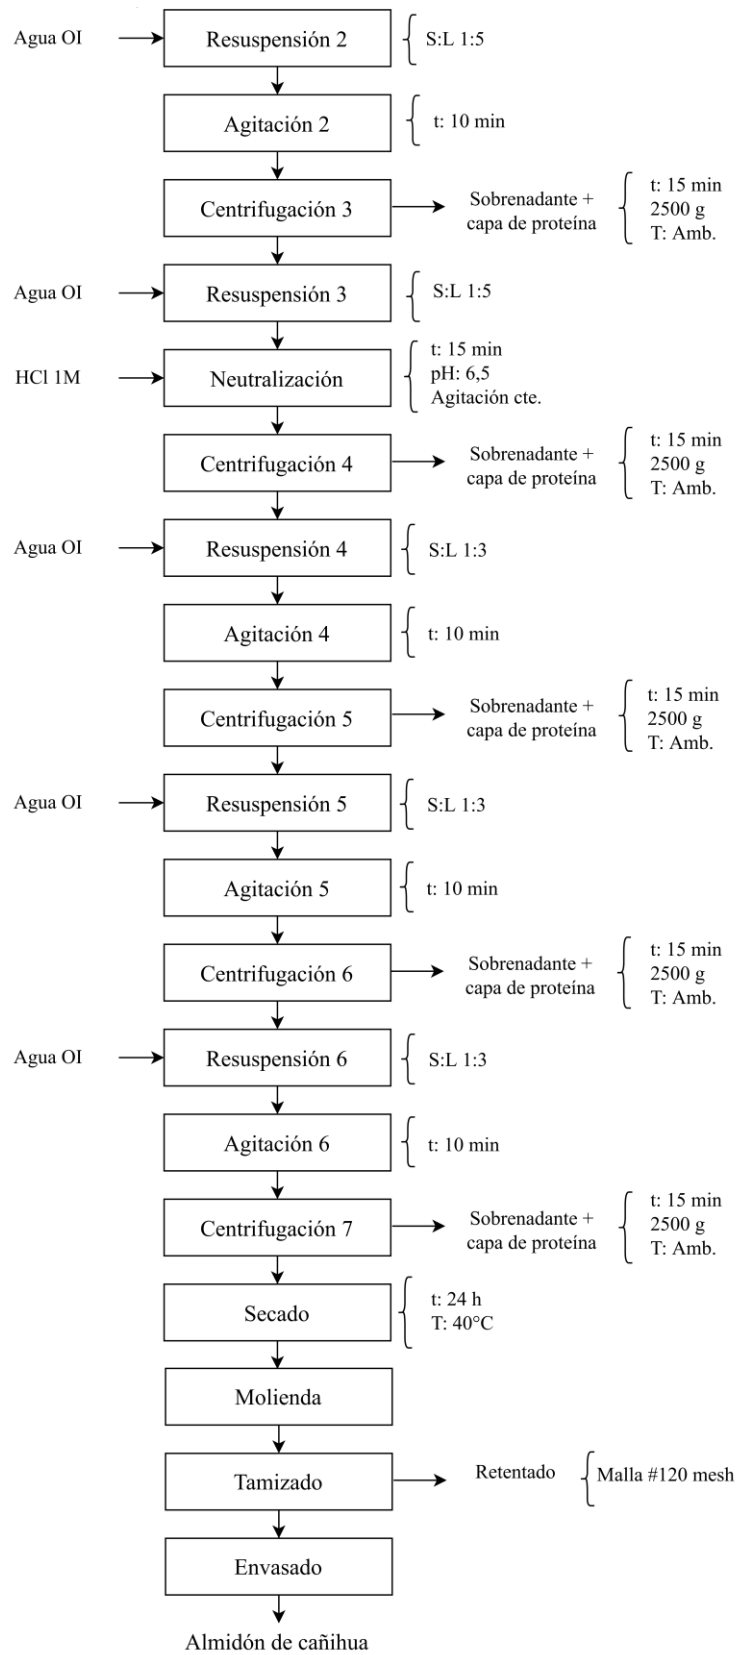 Agua OI
Resuspensión 2
S:L 1:5
Agitación 2
t: 10 min
Centrifugación 3
Sobrenadante +
capa de proteína
t: 15 min
2500 g
T: Amb.
Agua OI
Resuspensión 3
S:L 1:5
HCl 1M
Neutralización
t: 15 min
pH: 6,5
Agitación cte.
Centrifugación 4
Sobrenadante +
capa de proteína
t: 15 min
2500 g
T: Amb.
Agua OI
Resuspensión 4
S:L 1:3
Agitación 4
t: 10 min
Centrifugación 5
Sobrenadante +
capa de proteína
t: 15 min
2500 g
T: Amb.
Agua OI
Resuspensión 5
S:L 1:3
Agitación 5
t: 10 min
Centrifugación 6
Sobrenadante +
capa de proteína
t: 15 min
2500 g
T: Amb.
Agua OI
Resuspensión 6
S:L 1:3
Agitación 6
t: 10 min
Centrifugación 7
Sobrenadante +
capa de proteína
t: 15 min
2500 g
T: Amb.
Secado
t: 24 h
T: 40°C
Molienda
Tamizado
Retentado
Malla #120 mesh
Envasado
Almidón de cañihua